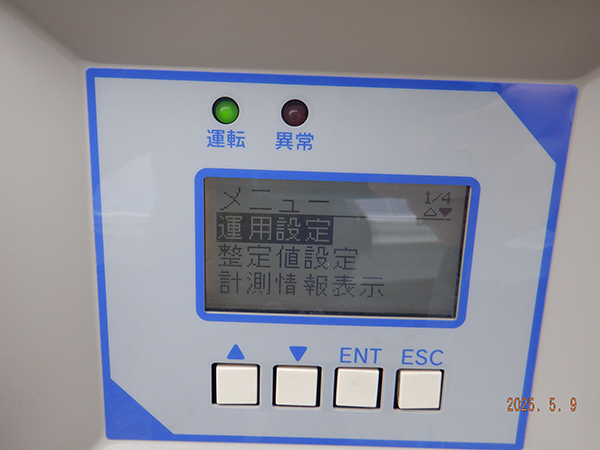 運転 異常
メニュー 1/4
△▼
運用設定
整定値設定
計測情報表示
▲ ▼ ENT ESC
2025. 5. 9